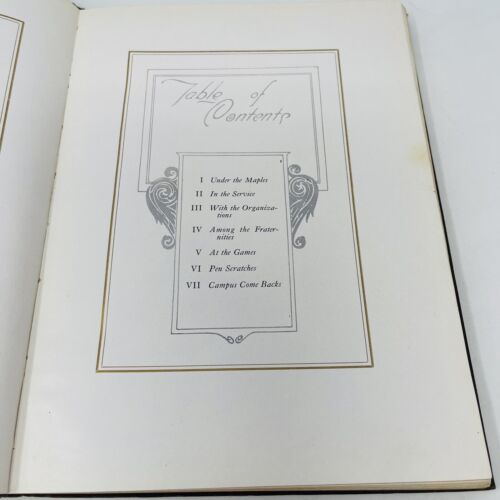 Table of
Contents
I Under the Maples
II In the Service
III With the Organiza-
tions
IV Among the Frater-
nities
V At the Games
VI Pen Scratches
VII Campus Come Backs